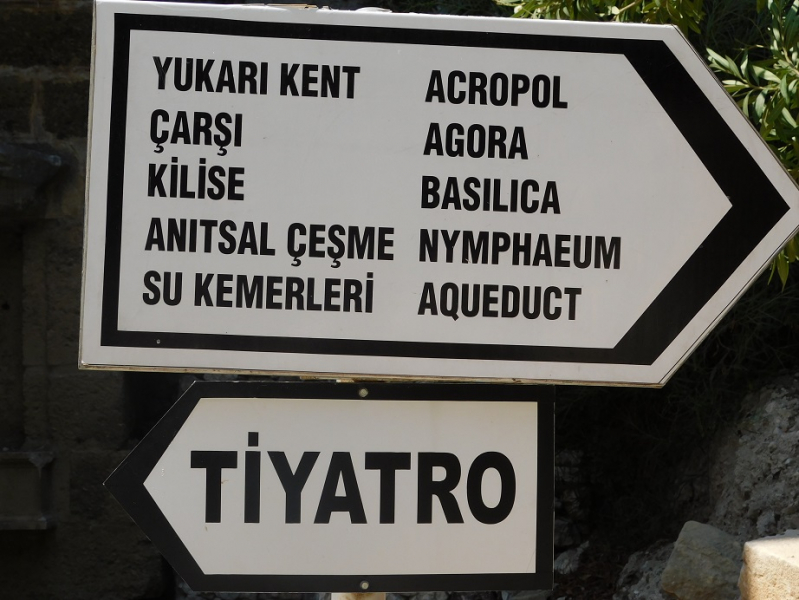 YUKARI KENT ACROPOL
ÇARŞI AGORA
KİLİSE BASILICA
ANITSAL ÇEŞME NYMPHAEUM
SU KEMERLERİ AQUEDUCT
TİYATRO